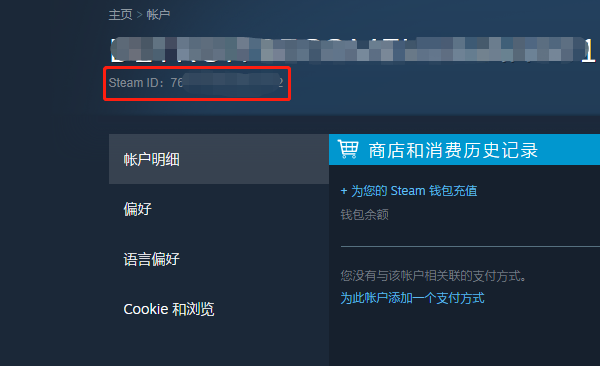 主页 > 帐户
Steam ID：76
帐户明细
偏好
语言偏好
Cookie 和浏览
商店和消费历史记录
+ 为您的 Steam 钱包充值
钱包余额
您没有与该帐户相关联的支付方式。
为此帐户添加一个支付方式